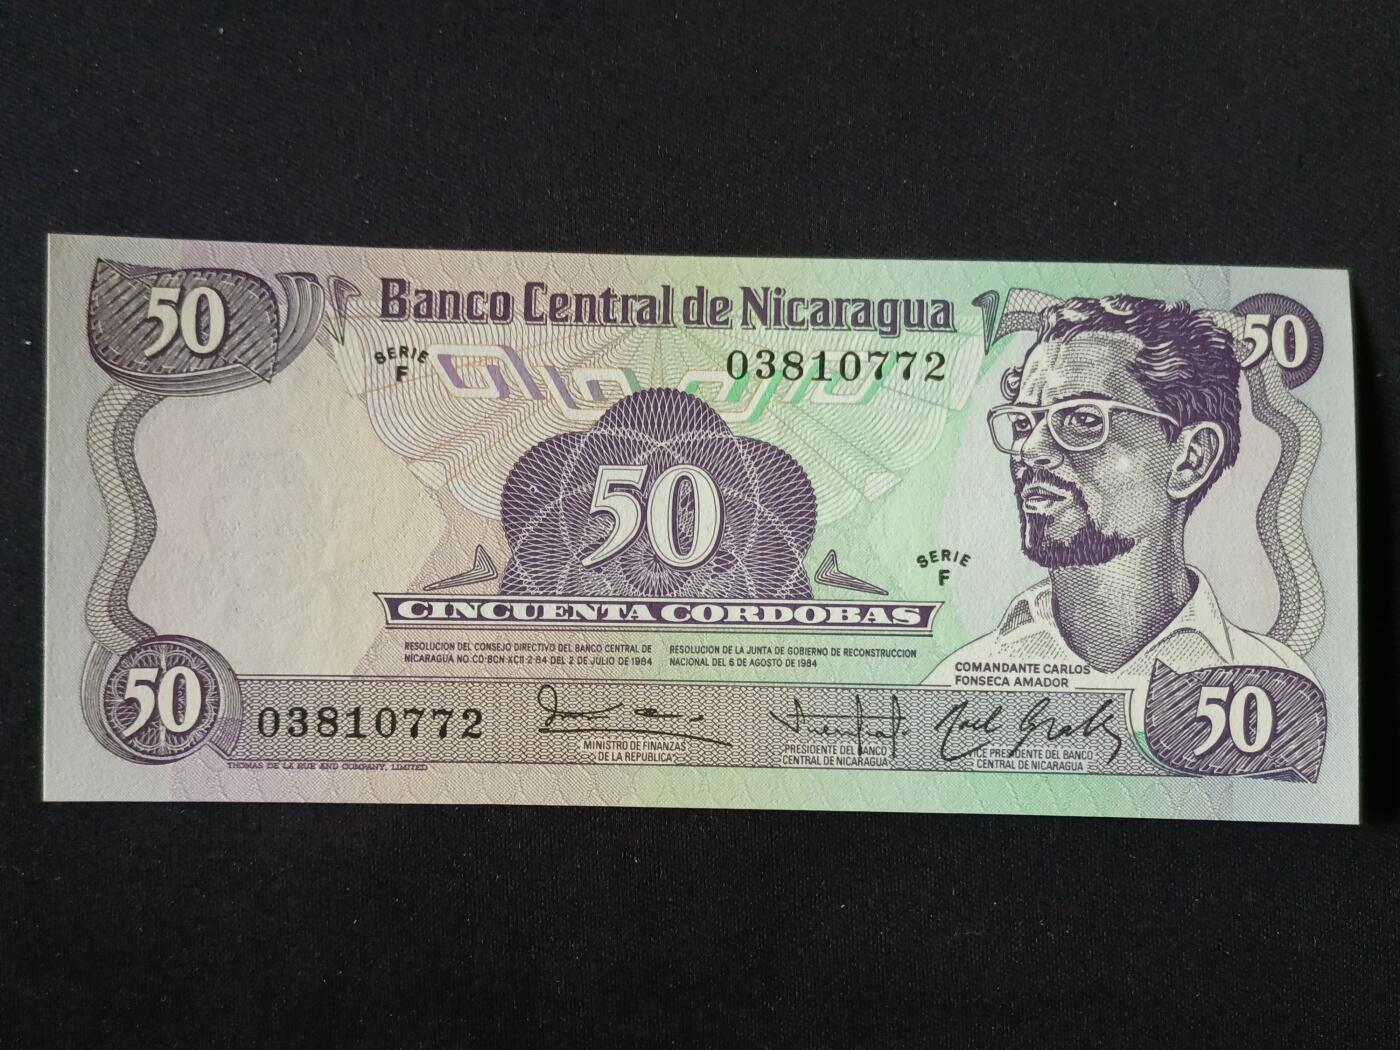 50
Banco Central de Nicaragua
50
SERIE
F
03810772
50
SERIE
F
CINCUENTA CORDOBAS
RESOLUCION DEL CONSEJO DIRECTIVO DEL BANCO CENTRAL DE
NICARAGUA NO. CD-BCN-XCII-2-84 DEL 2 DE JULIO DE 1984
RESOLUCION DE LA JUNTA DE GOBIERNO DE RECONSTRUCCION
NACIONAL DEL 6 DE AGOSTO DE 1984
COMANDANTE CARLOS
FONSECA AMADOR
50
03810772
MINISTRO DE FINANZAS
DE LA REPUBLICA
PRESIDENTE DEL BANCO
CENTRAL DE NICARAGUA
VICE PRESIDENTE DEL BANCO
CENTRAL DE NICARAGUA
50
THOMAS DE LA RUE AND COMPANY, LIMITED